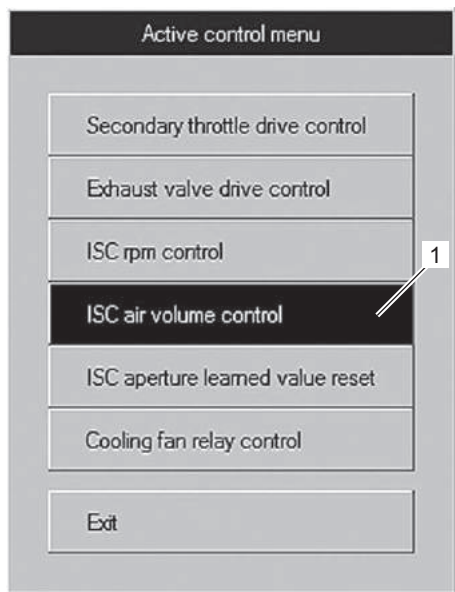 Active control menu
Secondary throttle drive control
Exhaust valve drive control
ISC rpm control
1
ISC air volume control
ISC aperture learned value reset
Cooling fan relay control
Exit